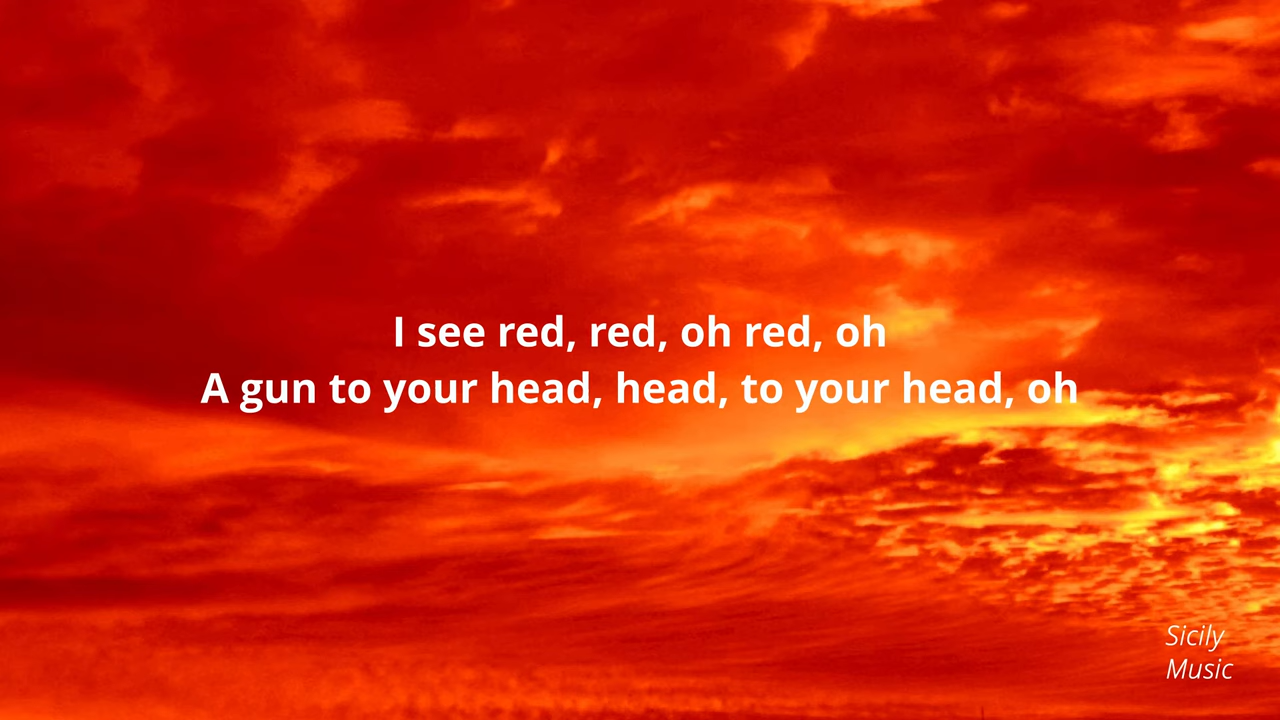 I see red, red, oh red, oh
A gun to your head, head, to your head, oh
Sicily
Music